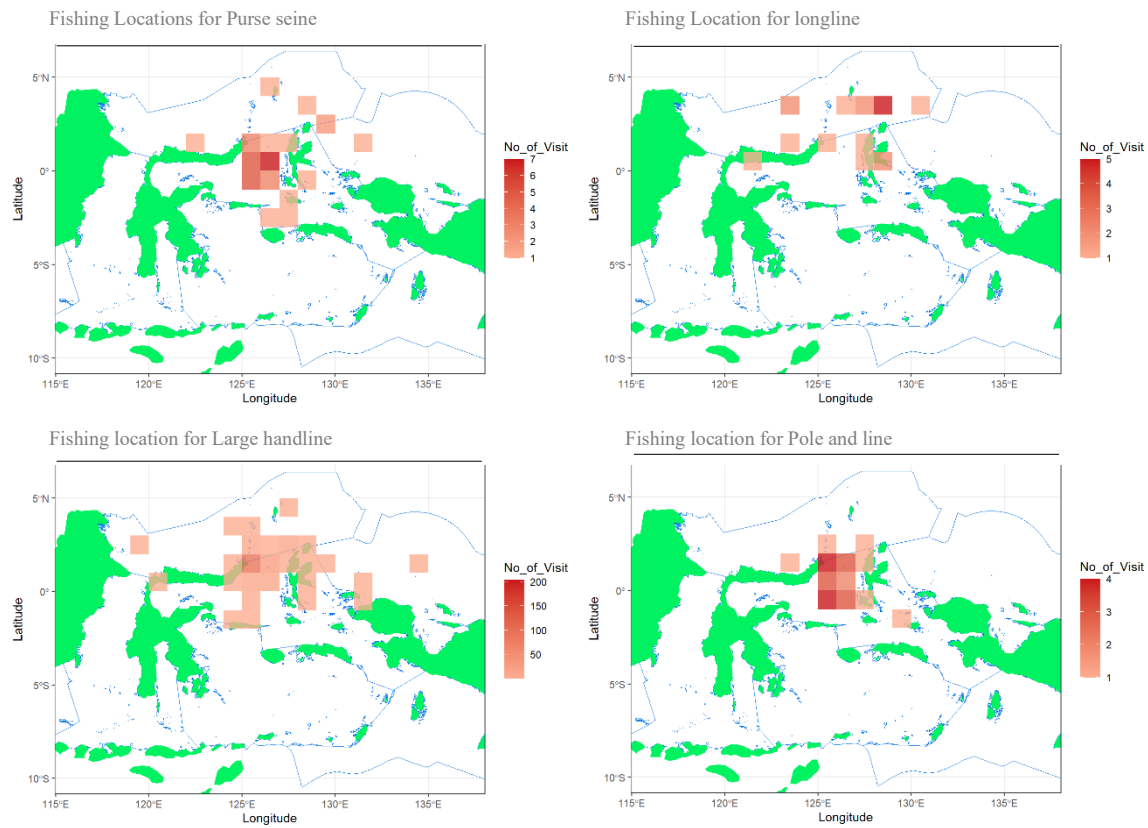 Fishing Locations for Purse seine
5°N
0°
5°S
10°S
115°E 120°E 125°E 130°E 135°E
Latitude
Longitude
No_of_Visit
7
6
5
4
3
2
1
Fishing Location for longline
5°N
0°
5°S
10°S
115°E 120°E 125°E 130°E 135°E
Latitude
Longitude
No_of_Visit
5
4
3
2
1
Fishing location for Large handline
5°N
0°
5°S
10°S
115°E 120°E 125°E 130°E 135°E
Latitude
Longitude
No_of_Visit
200
150
100
50
Fishing location for Pole and line
5°N
0°
5°S
10°S
115°E 120°E 125°E 130°E 135°E
Latitude
Longitude
No_of_Visit
4
3
2
1